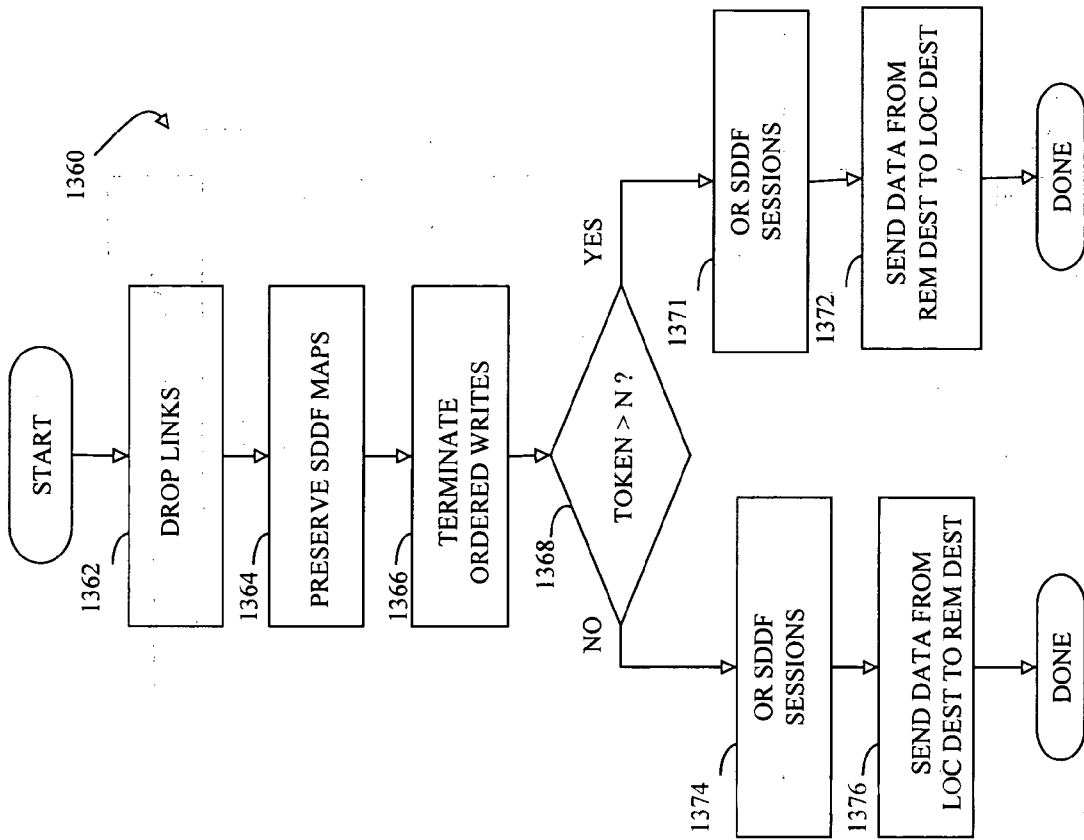 1360
START
1362
DROP LINKS
1364
PRESERVE SDDF MAPS
1366
TERMINATE
ORDERED WRITES
1368
TOKEN > N ?
NO
YES
1374
OR SDDF
SESSIONS
1376
SEND DATA FROM
LOC DEST TO REM DEST
DONE
1371
OR SDDF
SESSIONS
1372
SEND DATA FROM
REM DEST TO LOC DEST
DONE